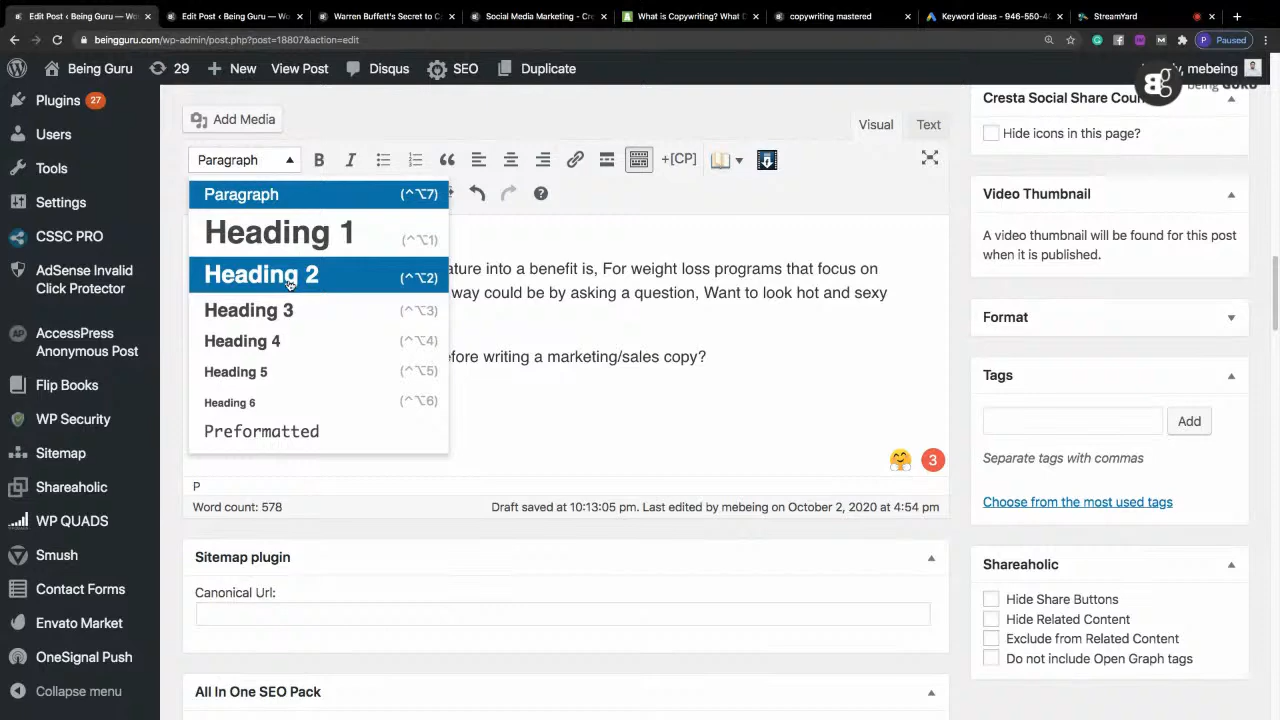 Edit Post ‹ Being Guru — Wo
Edit Post ‹ Being Guru — Wo
Warren Buffett's Secret to C
Social Media Marketing - Cre
What is Copywriting? What D
copywriting mastered
Keyword ideas - 946-550-4
StreamYard
beingguru.com/wp-admin/post.php?post=18807&action=edit
P Paused
Being Guru
29
New
View Post
Disqus
SEO
Duplicate
mebeing
Plugins 27
Users
Tools
Settings
CSSC PRO
AdSense Invalid
Click Protector
AccessPress
Anonymous Post
Flip Books
WP Security
Sitemap
Shareaholic
WP QUADS
Smush
Contact Forms
Envato Market
OneSignal Push
Collapse menu
Add Media
Visual
Text
Paragraph
B
I
+[CP]
Paragraph (^⌥7)
Heading 1 (^⌥1)
Heading 2 (^⌥2)
Heading 3 (^⌥3)
Heading 4 (^⌥4)
Heading 5 (^⌥5)
Heading 6 (^⌥6)
Preformatted
ature into a benefit is, For weight loss programs that focus on
way could be by asking a question, Want to look hot and sexy
efore writing a marketing/sales copy?
3
P
Word count: 578
Draft saved at 10:13:05 pm. Last edited by mebeing on October 2, 2020 at 4:54 pm
Sitemap plugin
Canonical Url:
All In One SEO Pack
Cresta Social Share Coun
being GURU
Hide icons in this page?
Video Thumbnail
A video thumbnail will be found for this post
when it is published.
Format
Tags
Add
Separate tags with commas
Choose from the most used tags
Shareaholic
Hide Share Buttons
Hide Related Content
Exclude from Related Content
Do not include Open Graph tags